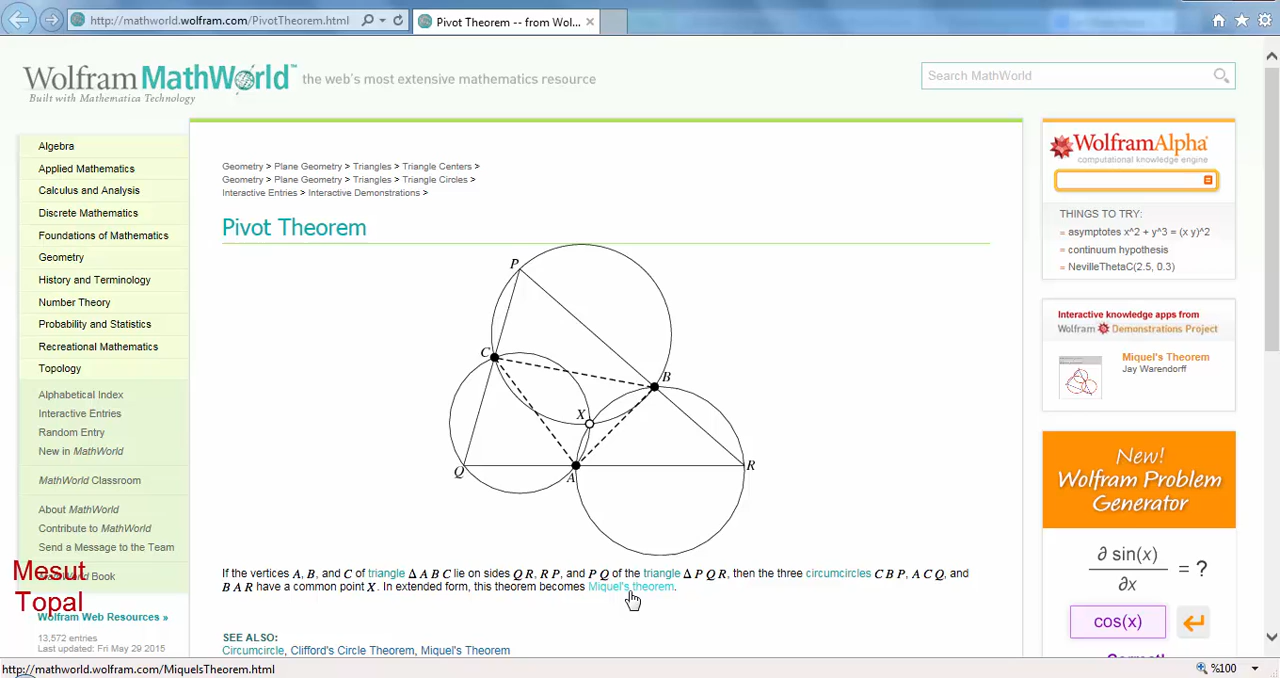 http://mathworld.wolfram.com/PivotTheorem.html
Pivot Theorem -- from Wol...
Wolfram MathWorld™ the web's most extensive mathematics resource
Built with Mathematica Technology
Search MathWorld
Algebra
Applied Mathematics
Calculus and Analysis
Discrete Mathematics
Foundations of Mathematics
Geometry
History and Terminology
Number Theory
Probability and Statistics
Recreational Mathematics
Topology
Alphabetical Index
Interactive Entries
Random Entry
New in MathWorld
MathWorld Classroom
About MathWorld
Contribute to MathWorld
Send a Message to the Team
Book
Mesut
Topal
Wolfram Web Resources »
13,572 entries
Last updated: Fri May 29 2015
Geometry > Plane Geometry > Triangles > Triangle Centers >
Geometry > Plane Geometry > Triangles > Triangle Circles >
Interactive Entries > Interactive Demonstrations >
Pivot Theorem
P
C
B
X
Q
A
R
If the vertices A, B, and C of triangle Δ A B C lie on sides Q R, R P, and P Q of the triangle Δ P Q R, then the three circumcircles C B P, A C Q, and
B A R have a common point X. In extended form, this theorem becomes Miquel's theorem.
SEE ALSO:
Circumcircle, Clifford's Circle Theorem, Miquel's Theorem
WolframAlpha
computational knowledge engine
THINGS TO TRY:
= asymptotes x^2 + y^3 = (x y)^2
= continuum hypothesis
= NevilleThetaC(2.5, 0.3)
Interactive knowledge apps from
Wolfram Demonstrations Project
Miquel's Theorem
Jay Warendorff
New!
Wolfram Problem
Generator
∂ sin(x)
∂x
= ?
cos(x)
http://mathworld.wolfram.com/MiquelsTheorem.html
%100